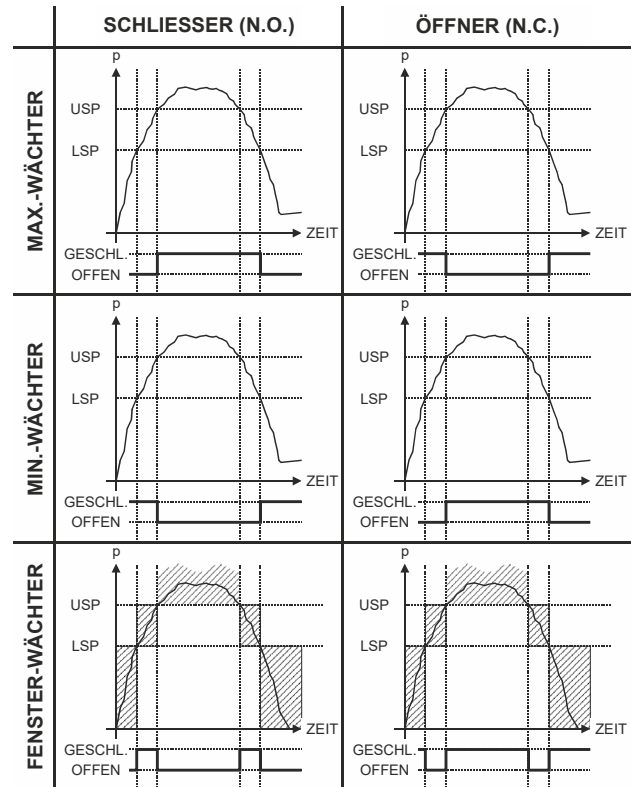 SCHLIESSER (N.O.)
ÖFFNER (N.C.)
MAX.-WÄCHTER
p
USP
LSP
ZEIT
GESCHL.
OFFEN
p
USP
LSP
ZEIT
GESCHL.
OFFEN
MIN.-WÄCHTER
p
USP
LSP
ZEIT
GESCHL.
OFFEN
p
USP
LSP
ZEIT
GESCHL.
OFFEN
FENSTER-WÄCHTER
p
USP
LSP
ZEIT
GESCHL.
OFFEN
p
USP
LSP
ZEIT
GESCHL.
OFFEN